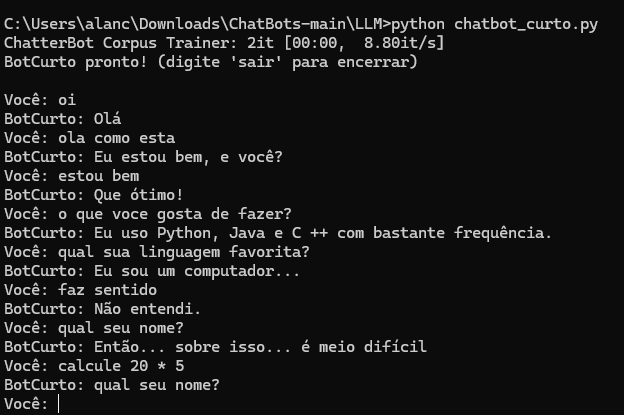 C:\Users\alanc\Downloads\ChatBots-main\LLM>python chatbot_curto.py
ChatterBot Corpus Trainer: 2it [00:00,  8.80it/s]
BotCurto pronto! (digite 'sair' para encerrar)
Você: oi
BotCurto: Olá
Você: ola como esta
BotCurto: Eu estou bem, e você?
Você: estou bem
BotCurto: Que ótimo!
Você: o que voce gosta de fazer?
BotCurto: Eu uso Python, Java e C ++ com bastante frequência.
Você: qual sua linguagem favorita?
BotCurto: Eu sou um computador...
Você: faz sentido
BotCurto: Não entendi.
Você: qual seu nome?
BotCurto: Então... sobre isso... é meio difícil
Você: calcule 20 * 5
BotCurto: qual seu nome?
Você: